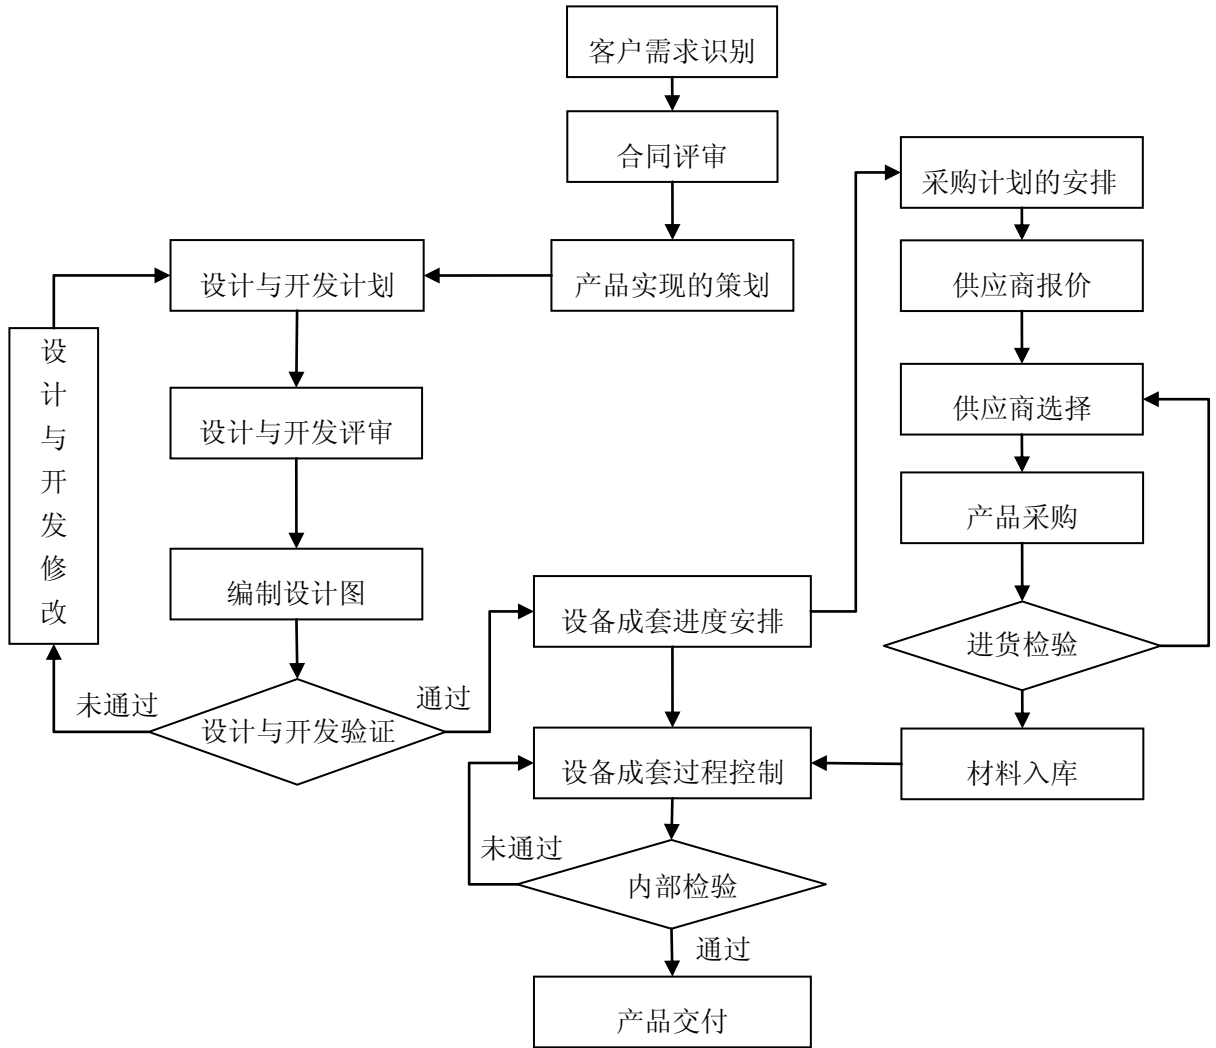 客户需求识别
合同评审
采购计划的安排
设计与开发计划
产品实现的策划
供应商报价
设
计
与
开
发
修
改
供应商选择
设计与开发评审
产品采购
编制设计图
设备成套进度安排
进货检验
未通过
通过
设计与开发验证
设备成套过程控制
材料入库
未通过
内部检验
通过
产品交付